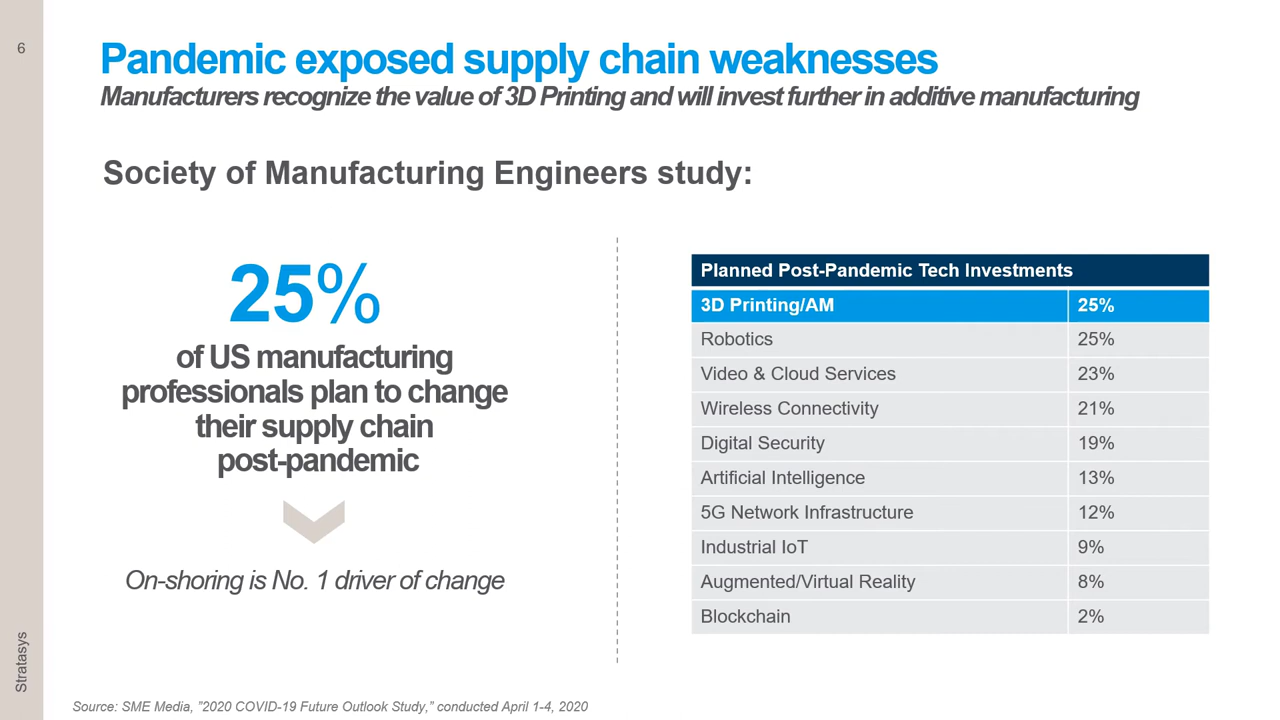 6
Pandemic exposed supply chain weaknesses
Manufacturers recognize the value of 3D Printing and will invest further in additive manufacturing
Society of Manufacturing Engineers study:
25%
of US manufacturing
professionals plan to change
their supply chain
post-pandemic
On-shoring is No. 1 driver of change
Planned Post-Pandemic Tech Investments
3D Printing/AM 25%
Robotics 25%
Video & Cloud Services 23%
Wireless Connectivity 21%
Digital Security 19%
Artificial Intelligence 13%
5G Network Infrastructure 12%
Industrial IoT 9%
Augmented/Virtual Reality 8%
Blockchain 2%
Stratasys
Source: SME Media, ”2020 COVID-19 Future Outlook Study,” conducted April 1-4, 2020